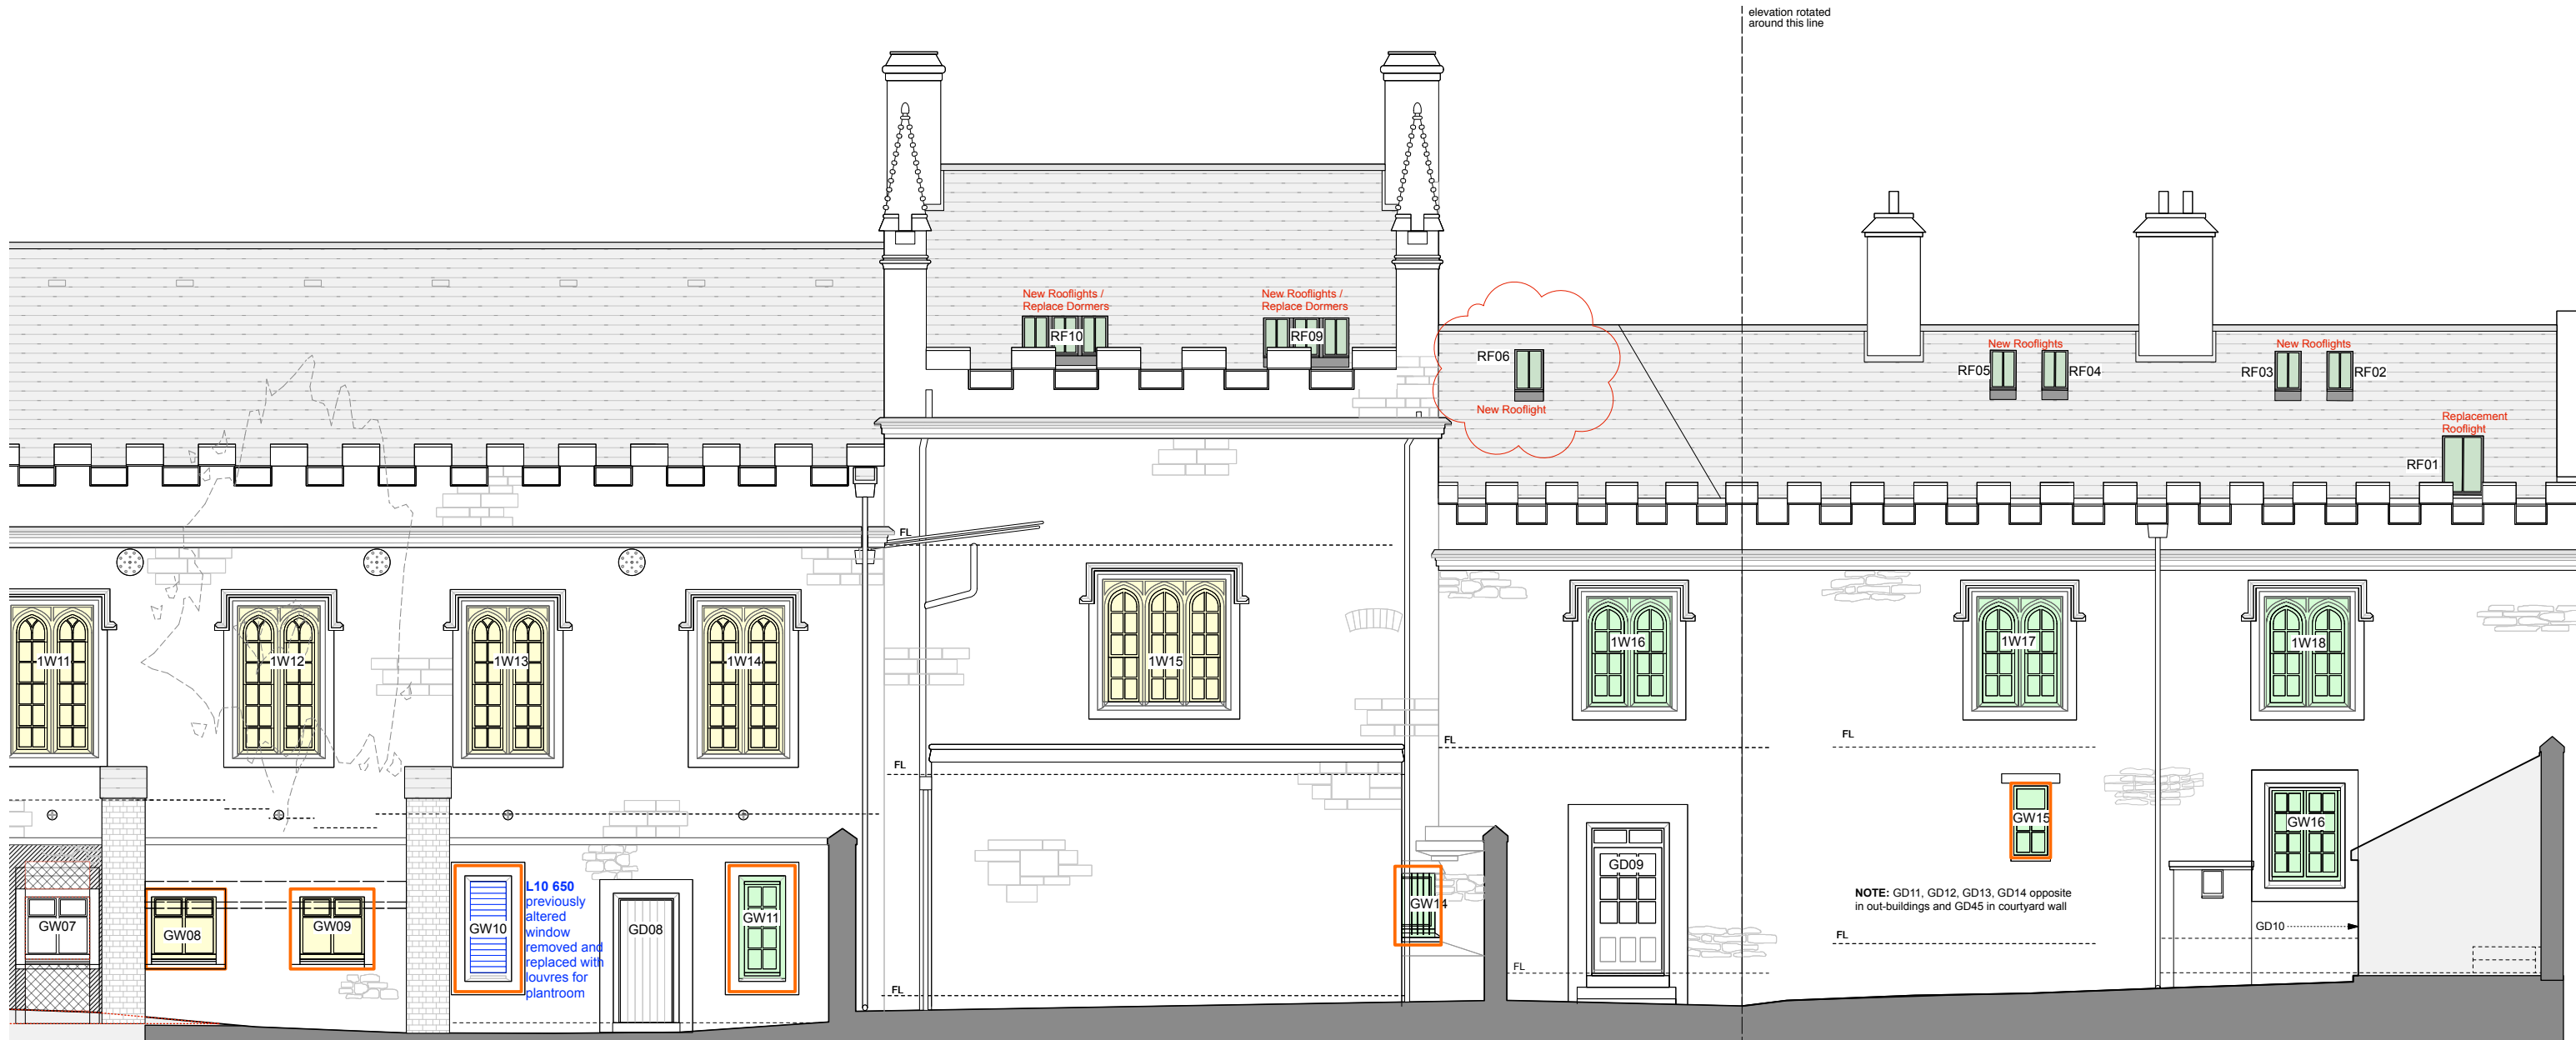 elevation rotated
around this line
New Rooflights /
Replace Dormers
RF10
New Rooflights /
Replace Dormers
RF09
RF06
New Rooflight
New Rooflights
RF05
RF04
New Rooflights
RF03
RF02
Replacement
Rooflight
RF01
FL
1W11
1W12
1W13
1W14
1W15
1W16
1W17
1W18
FL
FL
FL
GW07
GW08
GW09
GW10
L10 650
previously
altered
window
removed and
replaced with
louvres for
plantroom
GD08
GW11
GW14
GD09
GW15
GW16
NOTE: GD11, GD12, GD13, GD14 opposite
in out-buildings and GD45 in courtyard wall
GD10
FL
FL
FL